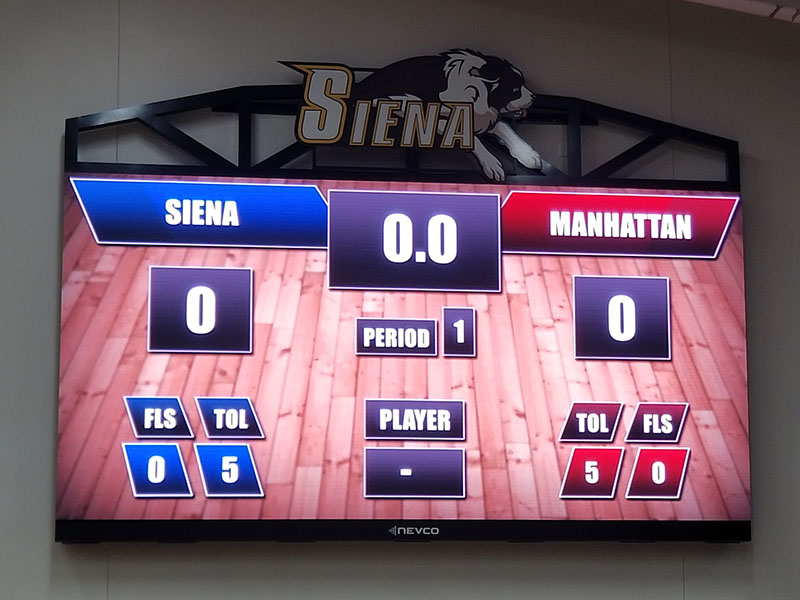 SIENA
SIENA
0.0
MANHATTAN
0
0
PERIOD 1
FLS TOL
PLAYER
TOL FLS
0 5
-
5 0
NEVCO